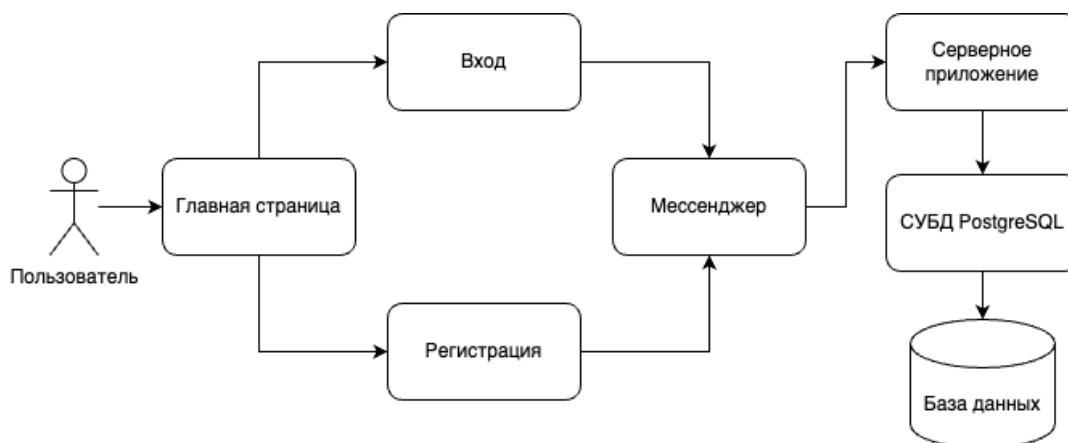 Вход
Серверное
приложение
Главная страница
Мессенджер
СУБД PostgreSQL
Пользователь
Регистрация
База данных